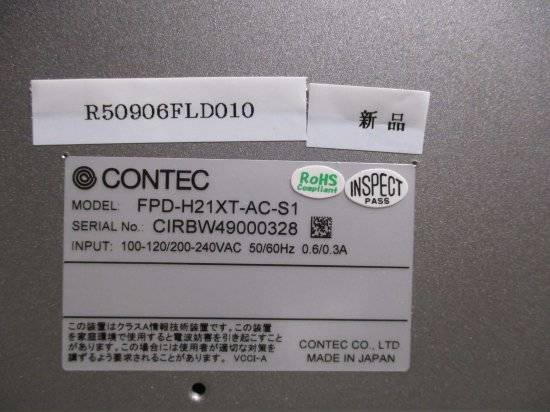 R50906FLD010
新品
CONTEC
RoHS
Compliant
INSPECT
PASS
MODEL: FPD-H21XT-AC-S1
SERIAL No.: CIRBW49000328
INPUT: 100-120/200-240VAC 50/60Hz 0.6/0.3A
この装置はクラスA情報技術装置です。この装置
を家庭環境で使用すると電波妨害を引き起こすこと
があります。この場合には使用者が適切な対策を
講ずるよう要求されることがあります。 VCCI-A
CONTEC CO., LTD
MADE IN JAPAN